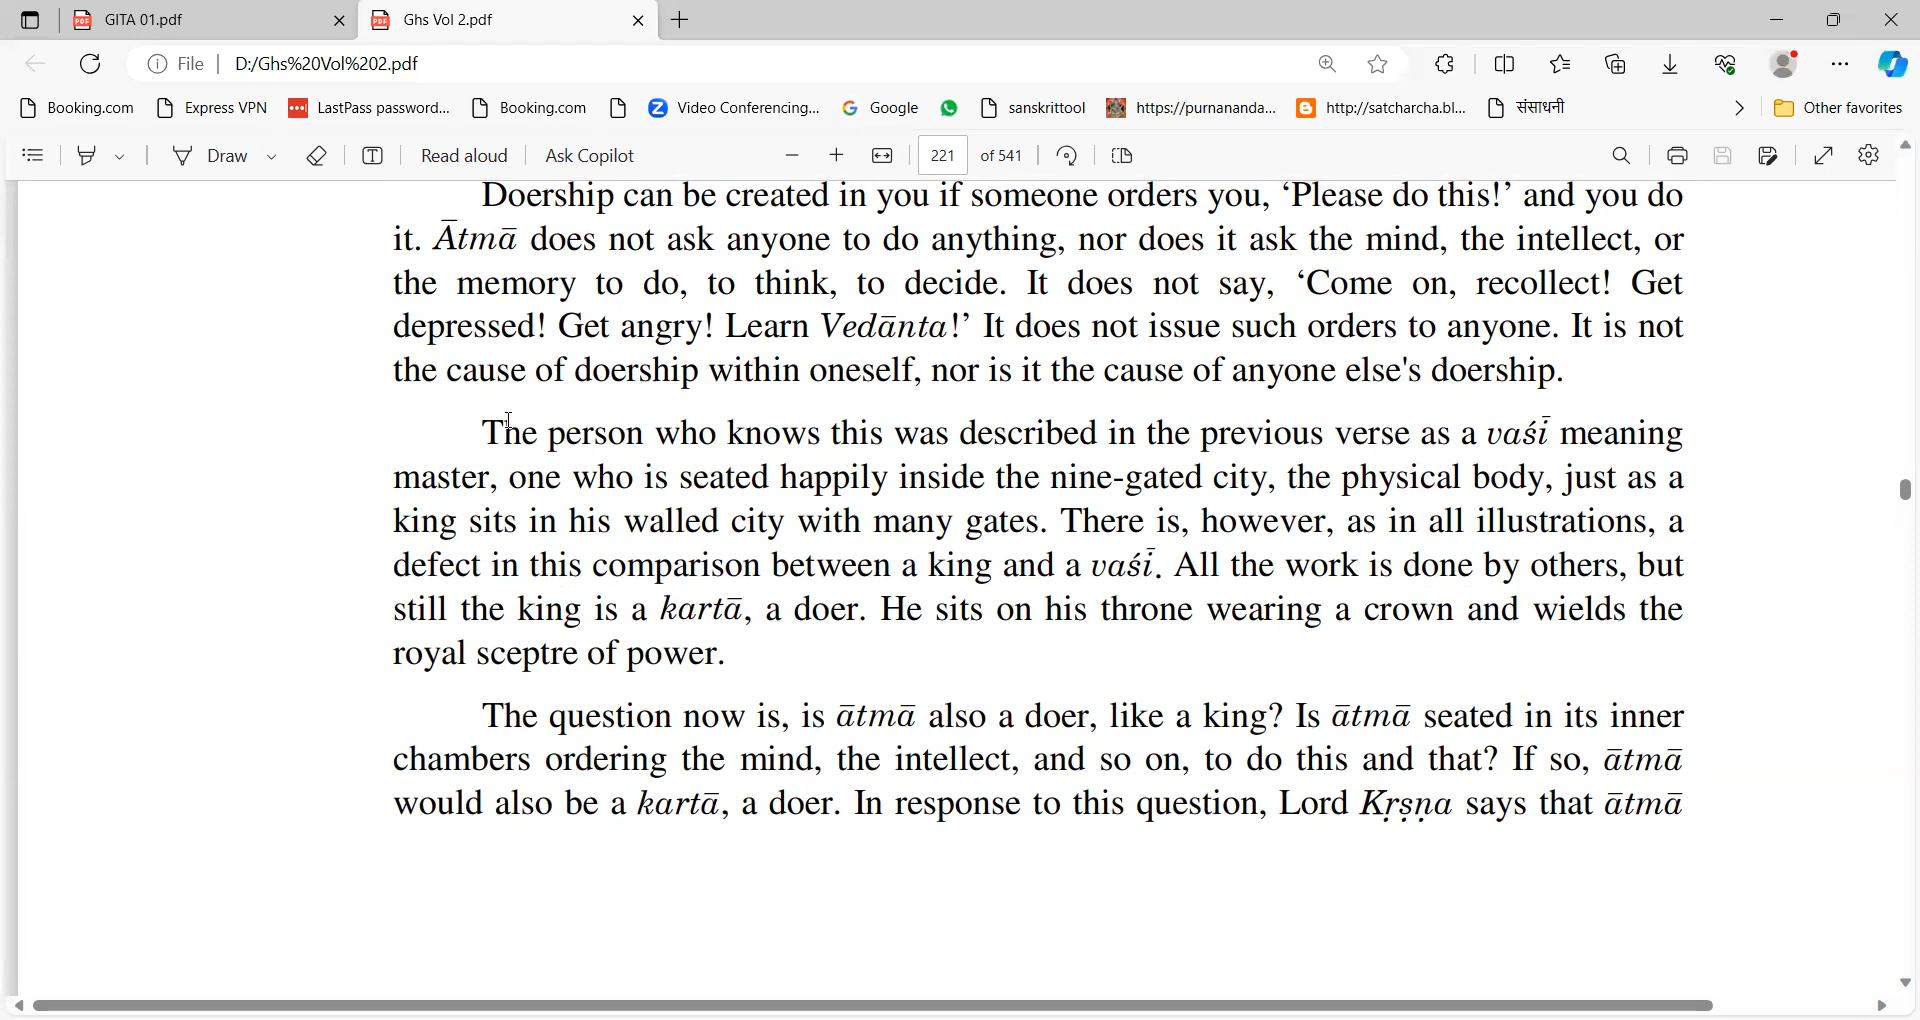 GITA 01.pdf
Ghs Vol 2.pdf
File | D:/Ghs%20Vol%202.pdf
Booking.com Express VPN LastPass password... Booking.com Video Conferencing... Google sanskrittool https://purnananda... http://satcharcha.bl... संसाधनी Other favorites
Draw Read aloud Ask Copilot 221 of 541
Doership can be created in you if someone orders you, ‘Please do this!’ and you do
it. Ātmā does not ask anyone to do anything, nor does it ask the mind, the intellect, or
the memory to do, to think, to decide. It does not say, ‘Come on, recollect! Get
depressed! Get angry! Learn Vedānta!’ It does not issue such orders to anyone. It is not
the cause of doership within oneself, nor is it the cause of anyone else's doership.
The person who knows this was described in the previous verse as a vaśī meaning
master, one who is seated happily inside the nine-gated city, the physical body, just as a
king sits in his walled city with many gates. There is, however, as in all illustrations, a
defect in this comparison between a king and a vaśī. All the work is done by others, but
still the king is a kartā, a doer. He sits on his throne wearing a crown and wields the
royal sceptre of power.
The question now is, is ātmā also a doer, like a king? Is ātmā seated in its inner
chambers ordering the mind, the intellect, and so on, to do this and that? If so, ātmā
would also be a kartā, a doer. In response to this question, Lord Kṛṣṇa says that ātmā